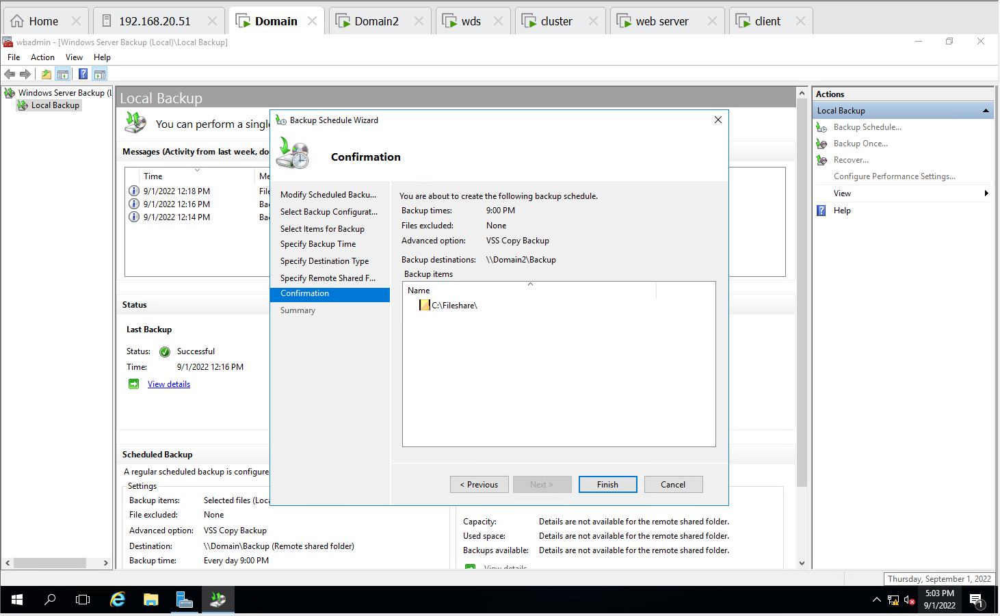 Home
192.168.20.51
Domain
Domain2
wds
cluster
web server
client
wbadmin - [Windows Server Backup (Local)\Local Backup]
File Action View Help
Windows Server Backup (L
Local Backup
Local Backup
You can perform a singl
Messages (Activity from last week, do
Time
Me
9/1/2022 12:18 PM
File
9/1/2022 12:16 PM
Bac
9/1/2022 12:14 PM
Bac
Status
Last Backup
Status: Successful
Time: 9/1/2022 12:16 PM
View details
Scheduled Backup
A regular scheduled backup is configure
Settings
Backup items: Selected files (Loca
File excluded: None
Advanced option: VSS Copy Backup
Destination: \\Domain\Backup (Remote shared folder)
Backup time: Every day 9:00 PM
Capacity: Details are not available for the remote shared folder.
Used space: Details are not available for the remote shared folder.
Backups available: Details are not available for the remote shared folder.
View details
Backup Schedule Wizard
Confirmation
Modify Scheduled Backu...
Select Backup Configurat...
Select Items for Backup
Specify Backup Time
Specify Destination Type
Specify Remote Shared F...
Confirmation
Summary
You are about to create the following backup schedule.
Backup times: 9:00 PM
Files excluded: None
Advanced option: VSS Copy Backup
Backup destinations: \\Domain2\Backup
Backup items
Name
C:\Fileshare\
< Previous
Next >
Finish
Cancel
Actions
Local Backup
Backup Schedule...
Backup Once...
Recover...
Configure Performance Settings...
View
Help
Thursday, September 1, 2022
5:03 PM
9/1/2022
1